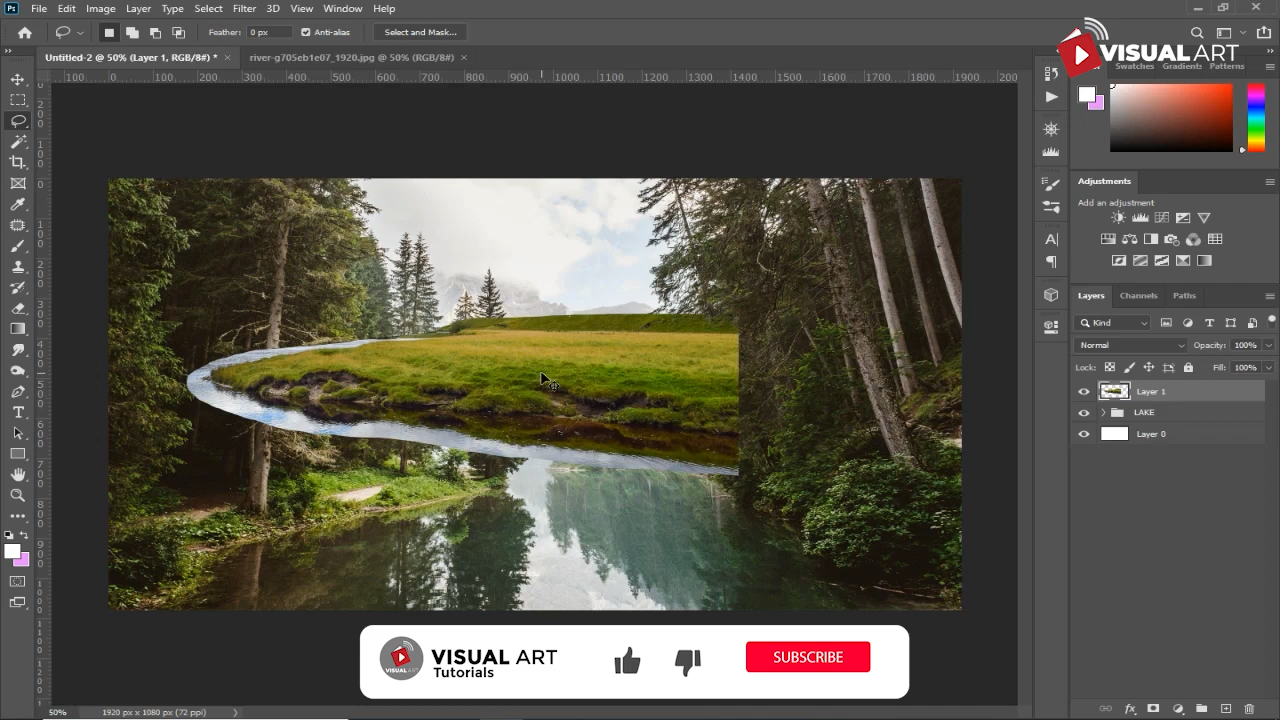 Ps File Edit Image Layer Type Select Filter 3D View Window Help
Feather: 0 px Anti-alias Select and Mask...
Untitled-2 @ 50% (Layer 1, RGB/8#) * × river-g705eb1e07_1920.jpg @ 50% (RGB/8#) ×
VISUAL ART
Swatches Gradients Patterns
100 0 100 200 300 400 500 600 700 800 900 1000 1100 1200 1300 1400 1500 1600 1700 1800 1900 200
Adjustments
Add an adjustment
Layers Channels Paths
Kind
Normal Opacity: 100%
Lock: Fill: 100%
Layer 1
LAKE
Layer 0
VISUAL ART
Tutorials
VISUAL ART
SUBSCRIBE
50% 1920 px x 1080 px (72 ppi)